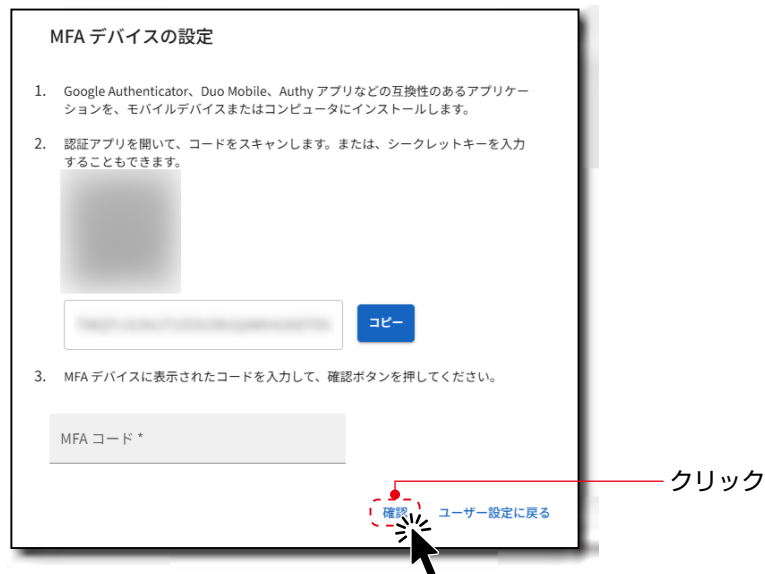 MFA デバイスの設定
1. Google Authenticator、Duo Mobile、Authy アプリなどの互換性のあるアプリケー
ションを、モバイルデバイスまたはコンピュータにインストールします。
2. 認証アプリを開いて、コードをスキャンします。または、シークレットキーを入力
することもできます。
コピー
3. MFA デバイスに表示されたコードを入力して、確認ボタンを押してください。
MFA コード *
クリック
確認 ユーザー設定に戻る